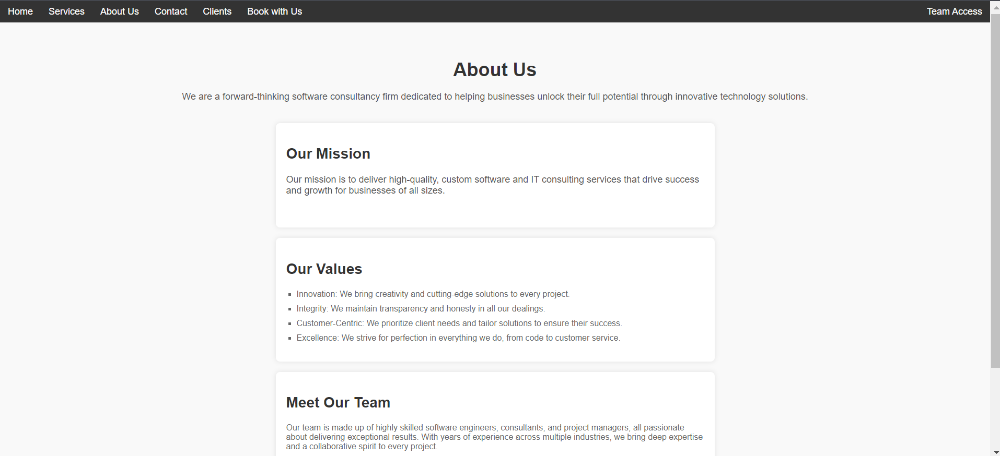 Home Services About Us Contact Clients Book with Us Team Access
About Us
We are a forward-thinking software consultancy firm dedicated to helping businesses unlock their full potential through innovative technology solutions.
Our Mission
Our mission is to deliver high-quality, custom software and IT consulting services that drive success
and growth for businesses of all sizes.
Our Values
Innovation: We bring creativity and cutting-edge solutions to every project.
Integrity: We maintain transparency and honesty in all our dealings.
Customer-Centric: We prioritize client needs and tailor solutions to ensure their success.
Excellence: We strive for perfection in everything we do, from code to customer service.
Meet Our Team
Our team is made up of highly skilled software engineers, consultants, and project managers, all passionate
about delivering exceptional results. With years of experience across multiple industries, we bring deep expertise
and a collaborative spirit to every project.